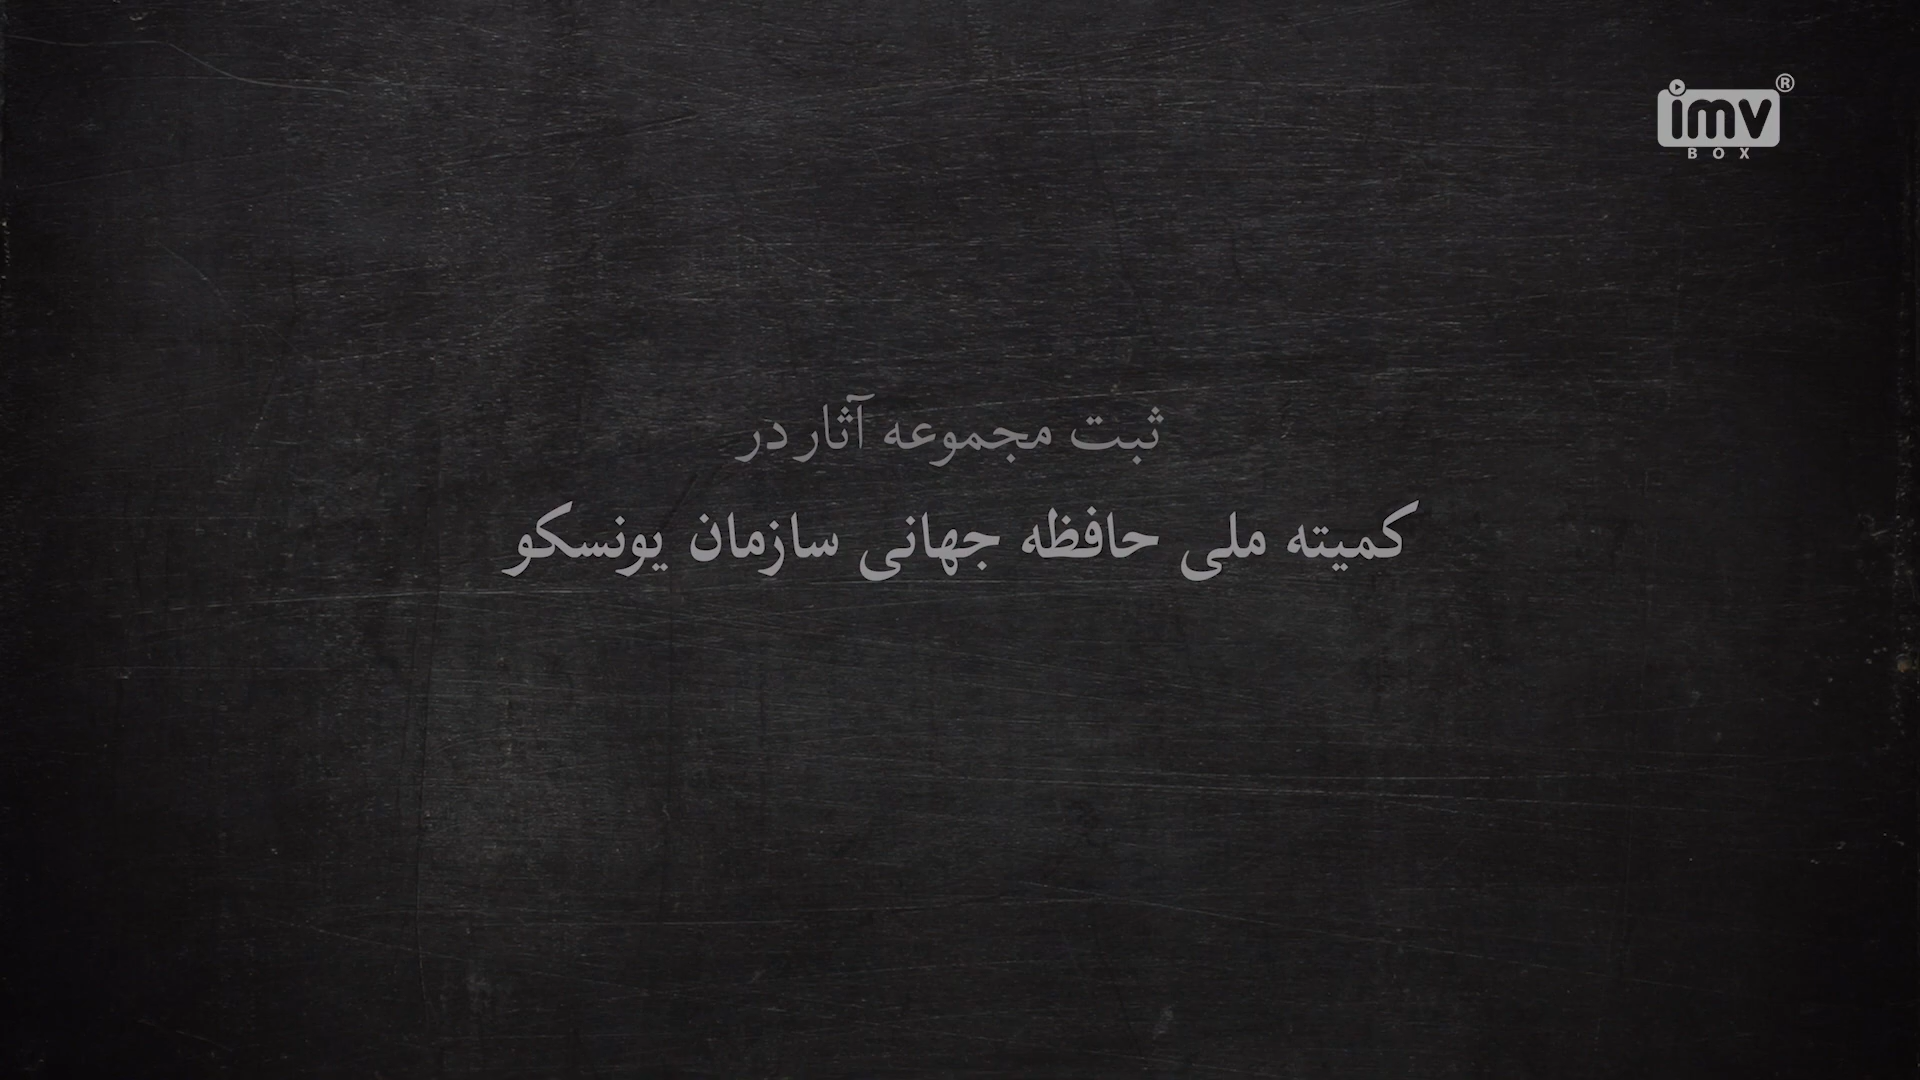 imv®
BOX
ثبت مجموعه آثار در
کمیته ملی حافظه جهانی سازمان یونسکو